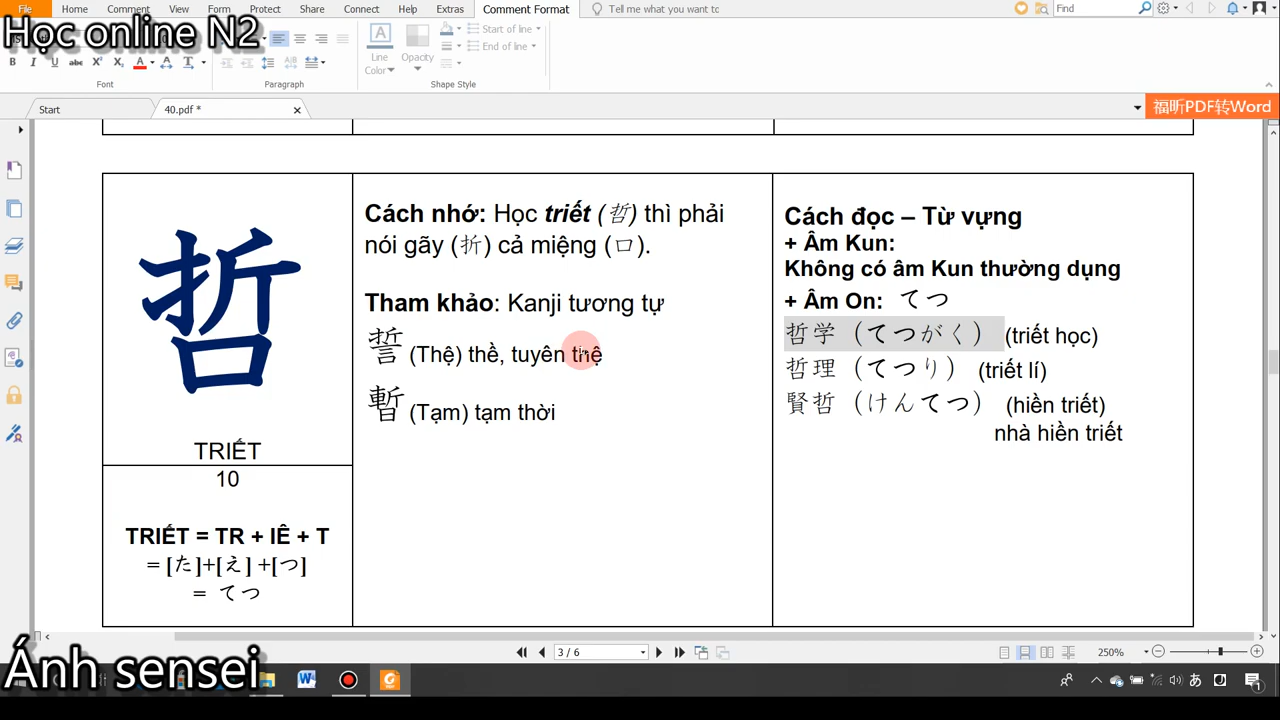 File Home Comment View Form Protect Share Connect Help Extras Comment Format Tell me what you want to Find
Học online N2
Line Color
Opacity
Start of line
End of line
Font Paragraph Shape Style
Start 40.pdf * 福昕PDF转Word
哲
TRIẾT
10
TRIẾT = TR + IÊ + T
= [た]+[え] +[つ]
= てつ
Cách nhớ: Học triết (哲) thì phải
nói gãy (折) cả miệng (口).
Tham khảo: Kanji tương tự
誓 (Thệ) thề, tuyên thệ
暫 (Tạm) tạm thời
Cách đọc – Từ vựng
+ Âm Kun:
Không có âm Kun thường dụng
+ Âm On: てつ
哲学（てつがく） (triết học)
哲理（てつり） (triết lí)
賢哲（けんてつ） (hiền triết)
nhà hiền triết
3 / 6 250%
Ánh sensei
あ